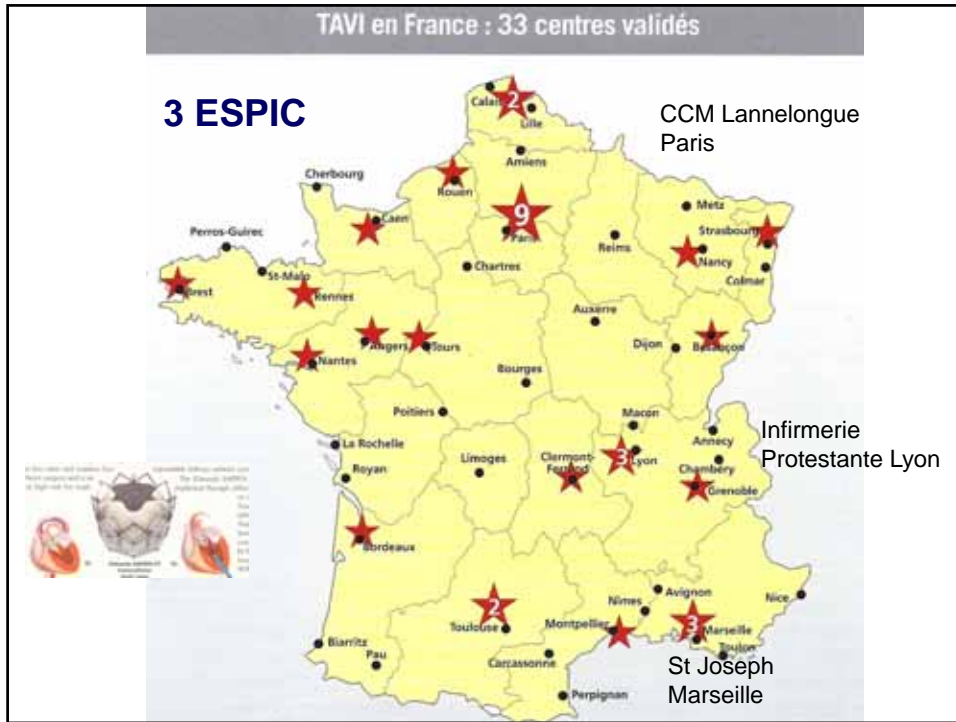 TAVI en France : 33 centres validés
3 ESPIC
CCM Lannelongue
Paris
Calais
2
Lille
Amiens
Cherbourg
Rouen
Caen
9
Paris
Metz
Strasbourg
Reims
Nancy
Colmar
Perros-Guirec
St-Malo
Chartres
Brest
Rennes
Auxerre
Angers
Tours
Dijon
Besançon
Nantes
Bourges
Poitiers
Macon
Annecy
La Rochelle
Limoges
Clermont-
Ferrand
3
Lyon
Chambéry
Royan
Grenoble
Infirmerie
Protestante Lyon
Bordeaux
2
Toulouse
Nimes
Avignon
Nice
Montpellier
3
Marseille
Toulon
Biarritz
Pau
Carcassonne
Perpignan
St Joseph
Marseille